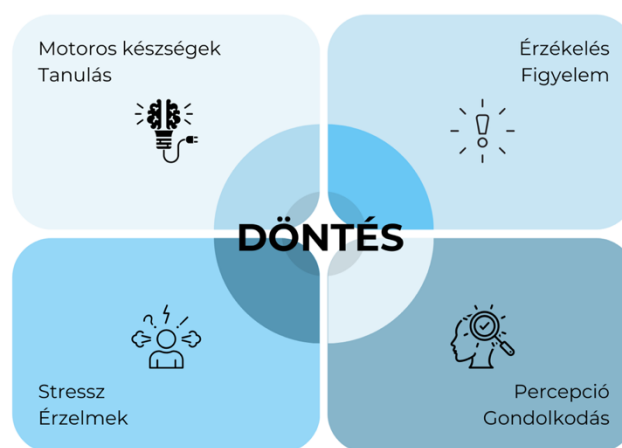 Motoros készségek
Tanulás
Érzékelés
Figyelem
DÖNTÉS
Stressz
Érzelmek
Percepció
Gondolkodás